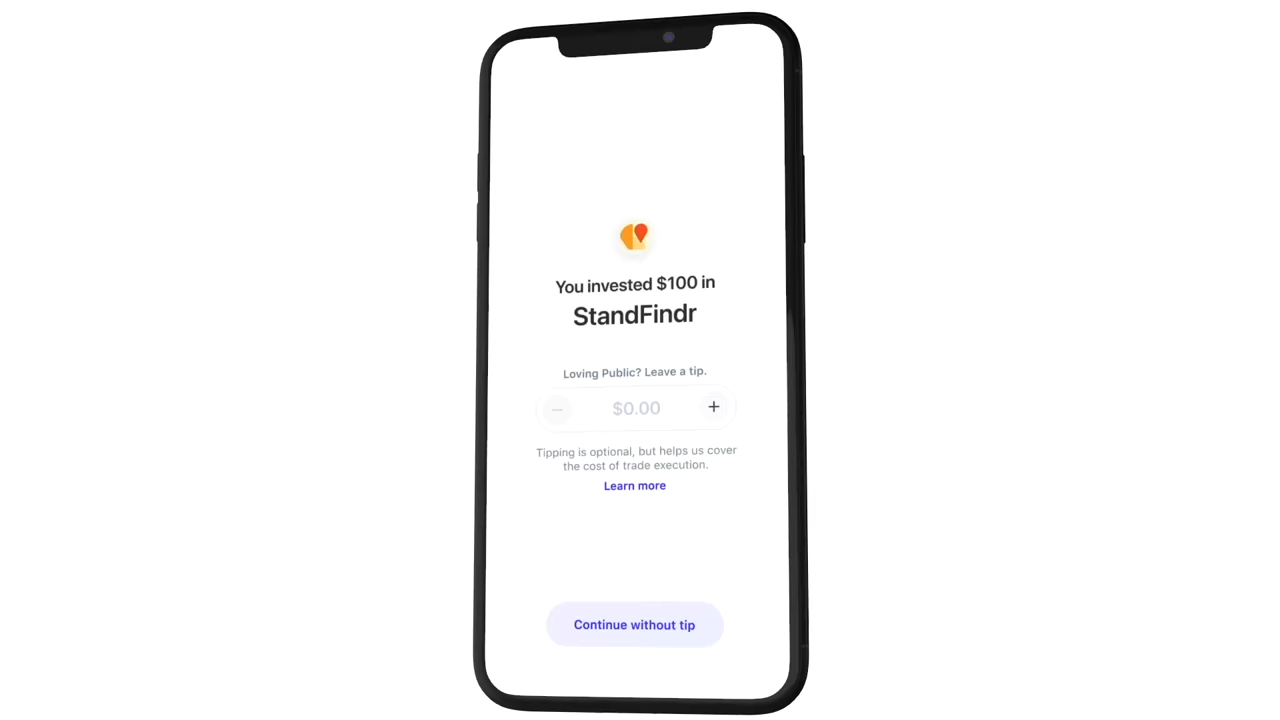 You invested $100 in
StandFindr
Loving Public? Leave a tip.
− $0.00 +
Tipping is optional, but helps us cover
the cost of trade execution.
Learn more
Continue without tip